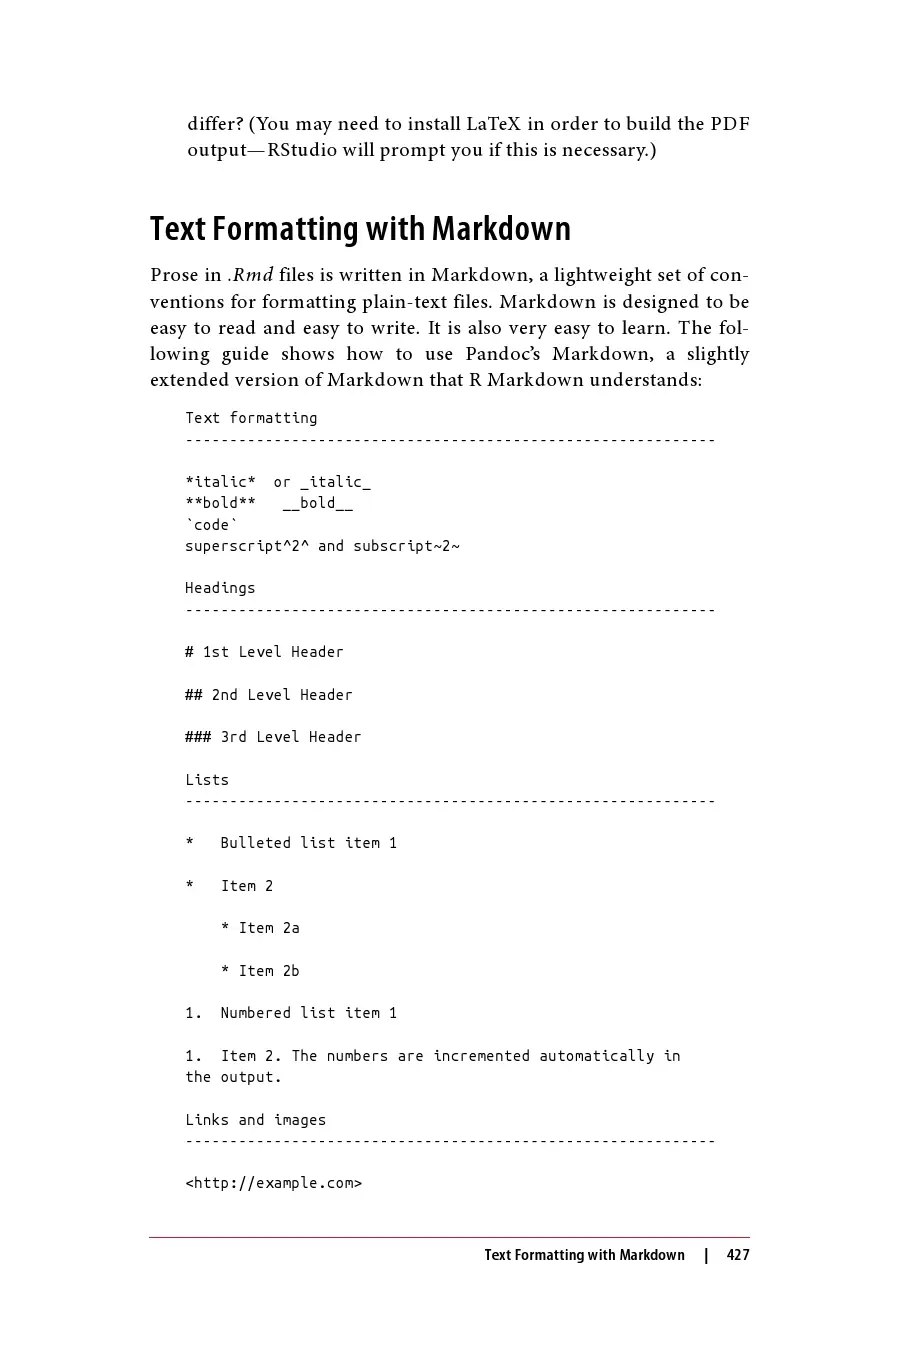 differ? (You may need to install LaTeX in order to build the PDF
output—RStudio will prompt you if this is necessary.)
Text Formatting with Markdown
Prose in .Rmd files is written in Markdown, a lightweight set of con-
ventions for formatting plain-text files. Markdown is designed to be
easy to read and easy to write. It is also very easy to learn. The fol-
lowing guide shows how to use Pandoc’s Markdown, a slightly
extended version of Markdown that R Markdown understands:
Text formatting
------------------------------------------------------------
*italic*  or _italic_
**bold**   __bold__
`code`
superscript^2^ and subscript~2~
Headings
------------------------------------------------------------
# 1st Level Header
## 2nd Level Header
### 3rd Level Header
Lists
------------------------------------------------------------
*   Bulleted list item 1
*   Item 2
    * Item 2a
    * Item 2b
1.  Numbered list item 1
1.  Item 2. The numbers are incremented automatically in
the output.
Links and images
------------------------------------------------------------
<http://example.com>
Text Formatting with Markdown | 427